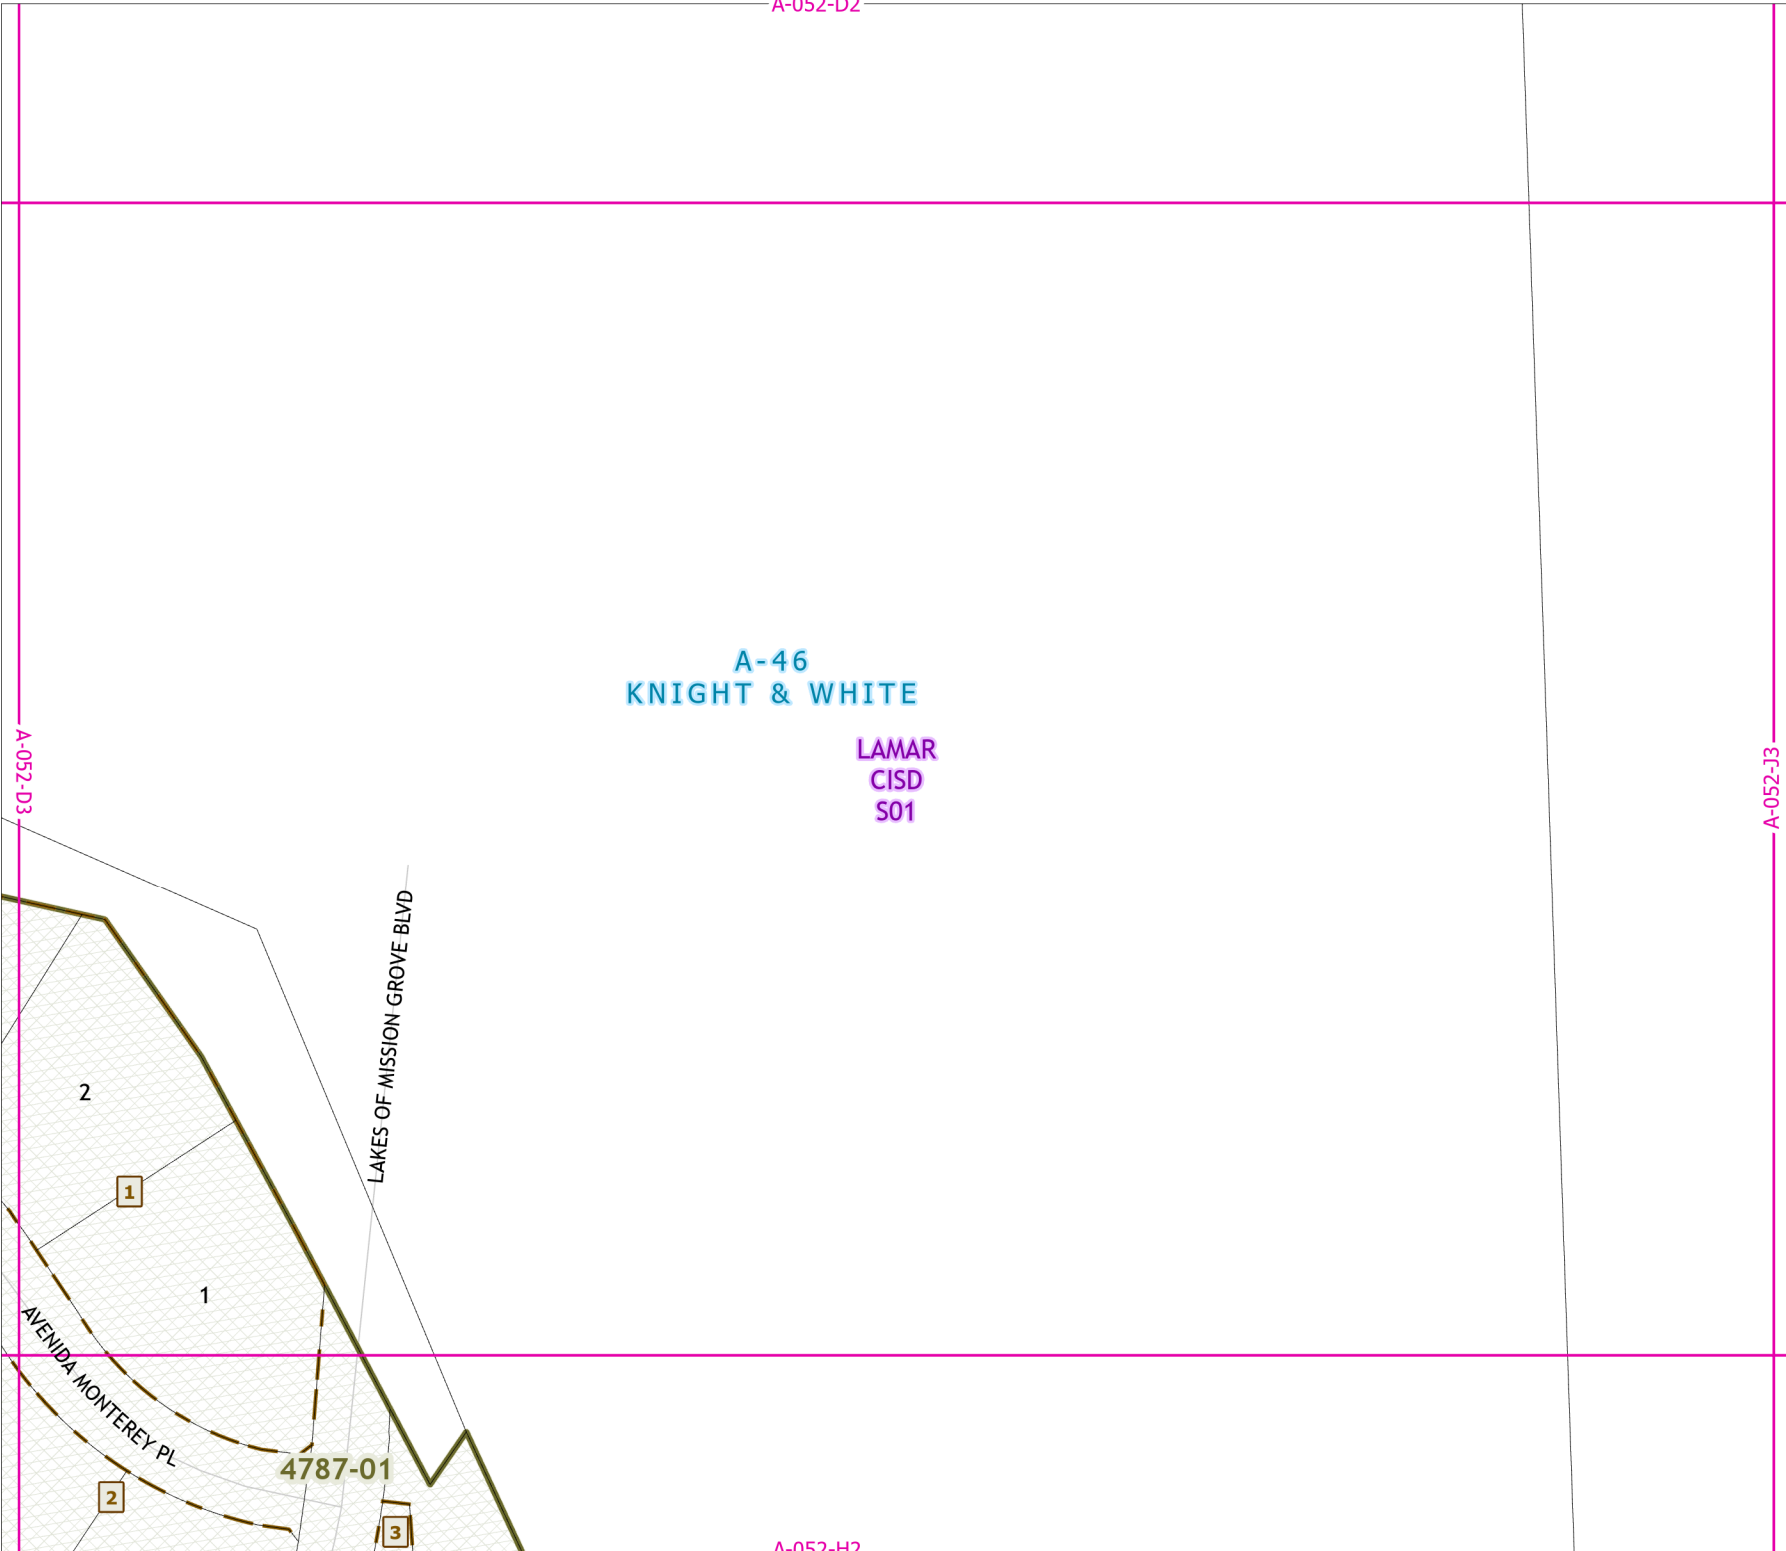 A-052-D2
A-46
KNIGHT & WHITE
LAMAR
CISD
S01
A-052-D3
A-052-J3
LAKES OF MISSION GROVE BLVD
2
1
1
AVENIDA MONTEREY PL
4787-01
2
3
A-052-H2